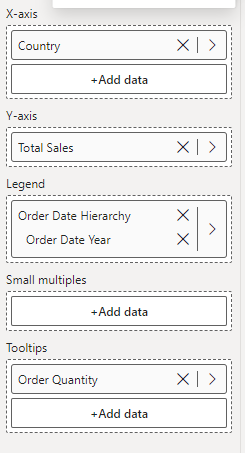 X-axis
Country
+Add data
Y-axis
Total Sales
Legend
Order Date Hierarchy
Order Date Year
Small multiples
+Add data
Tooltips
Order Quantity
+Add data